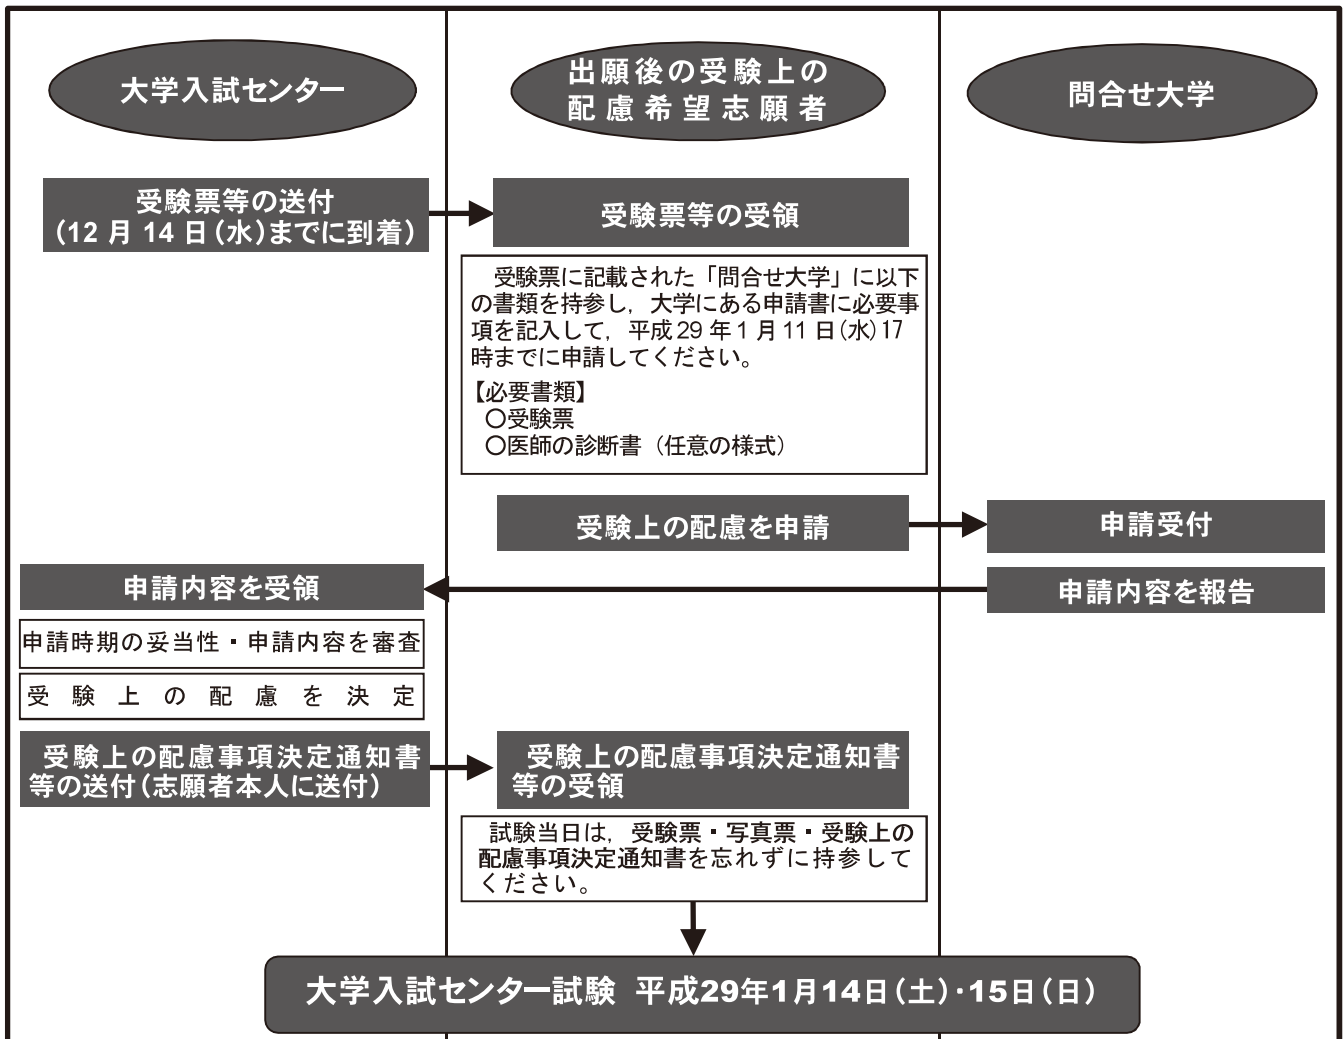 大学入試センター
出願後の受験上の
配慮希望志願者
問合せ大学
受験票等の送付
（12月14日（水）までに到着）
受験票等の受領
受験票に記載された「問合せ大学」に以下
の書類を持参し，大学にある申請書に必要事
項を記入して，平成29年1月11日（水）17
時までに申請してください。
【必要書類】
○受験票
○医師の診断書（任意の様式）
受験上の配慮を申請
申請受付
申請内容を受領
申請内容を報告
申請時期の妥当性・申請内容を審査
受験上の配慮を決定
受験上の配慮事項決定通知書
等の送付（志願者本人に送付）
受験上の配慮事項決定通知書
等の受領
試験当日は，受験票・写真票・受験上の
配慮事項決定通知書を忘れずに持参して
ください。
大学入試センター試験 平成29年1月14日（土）・15日（日）